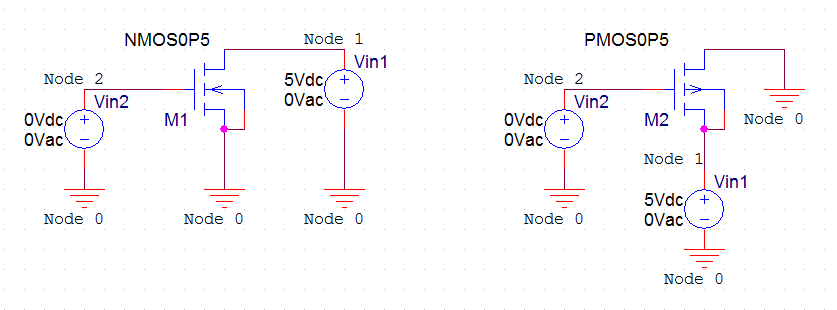 NMOS0P5
Node 1
Vin1
5Vdc
0Vac
Node 2
Vin2
0Vdc
0Vac
M1
Node 0
Node 0
Node 0
PMOS0P5
Node 2
Vin2
0Vdc
0Vac
M2
Node 0
Node 1
Vin1
5Vdc
0Vac
Node 0
Node 0